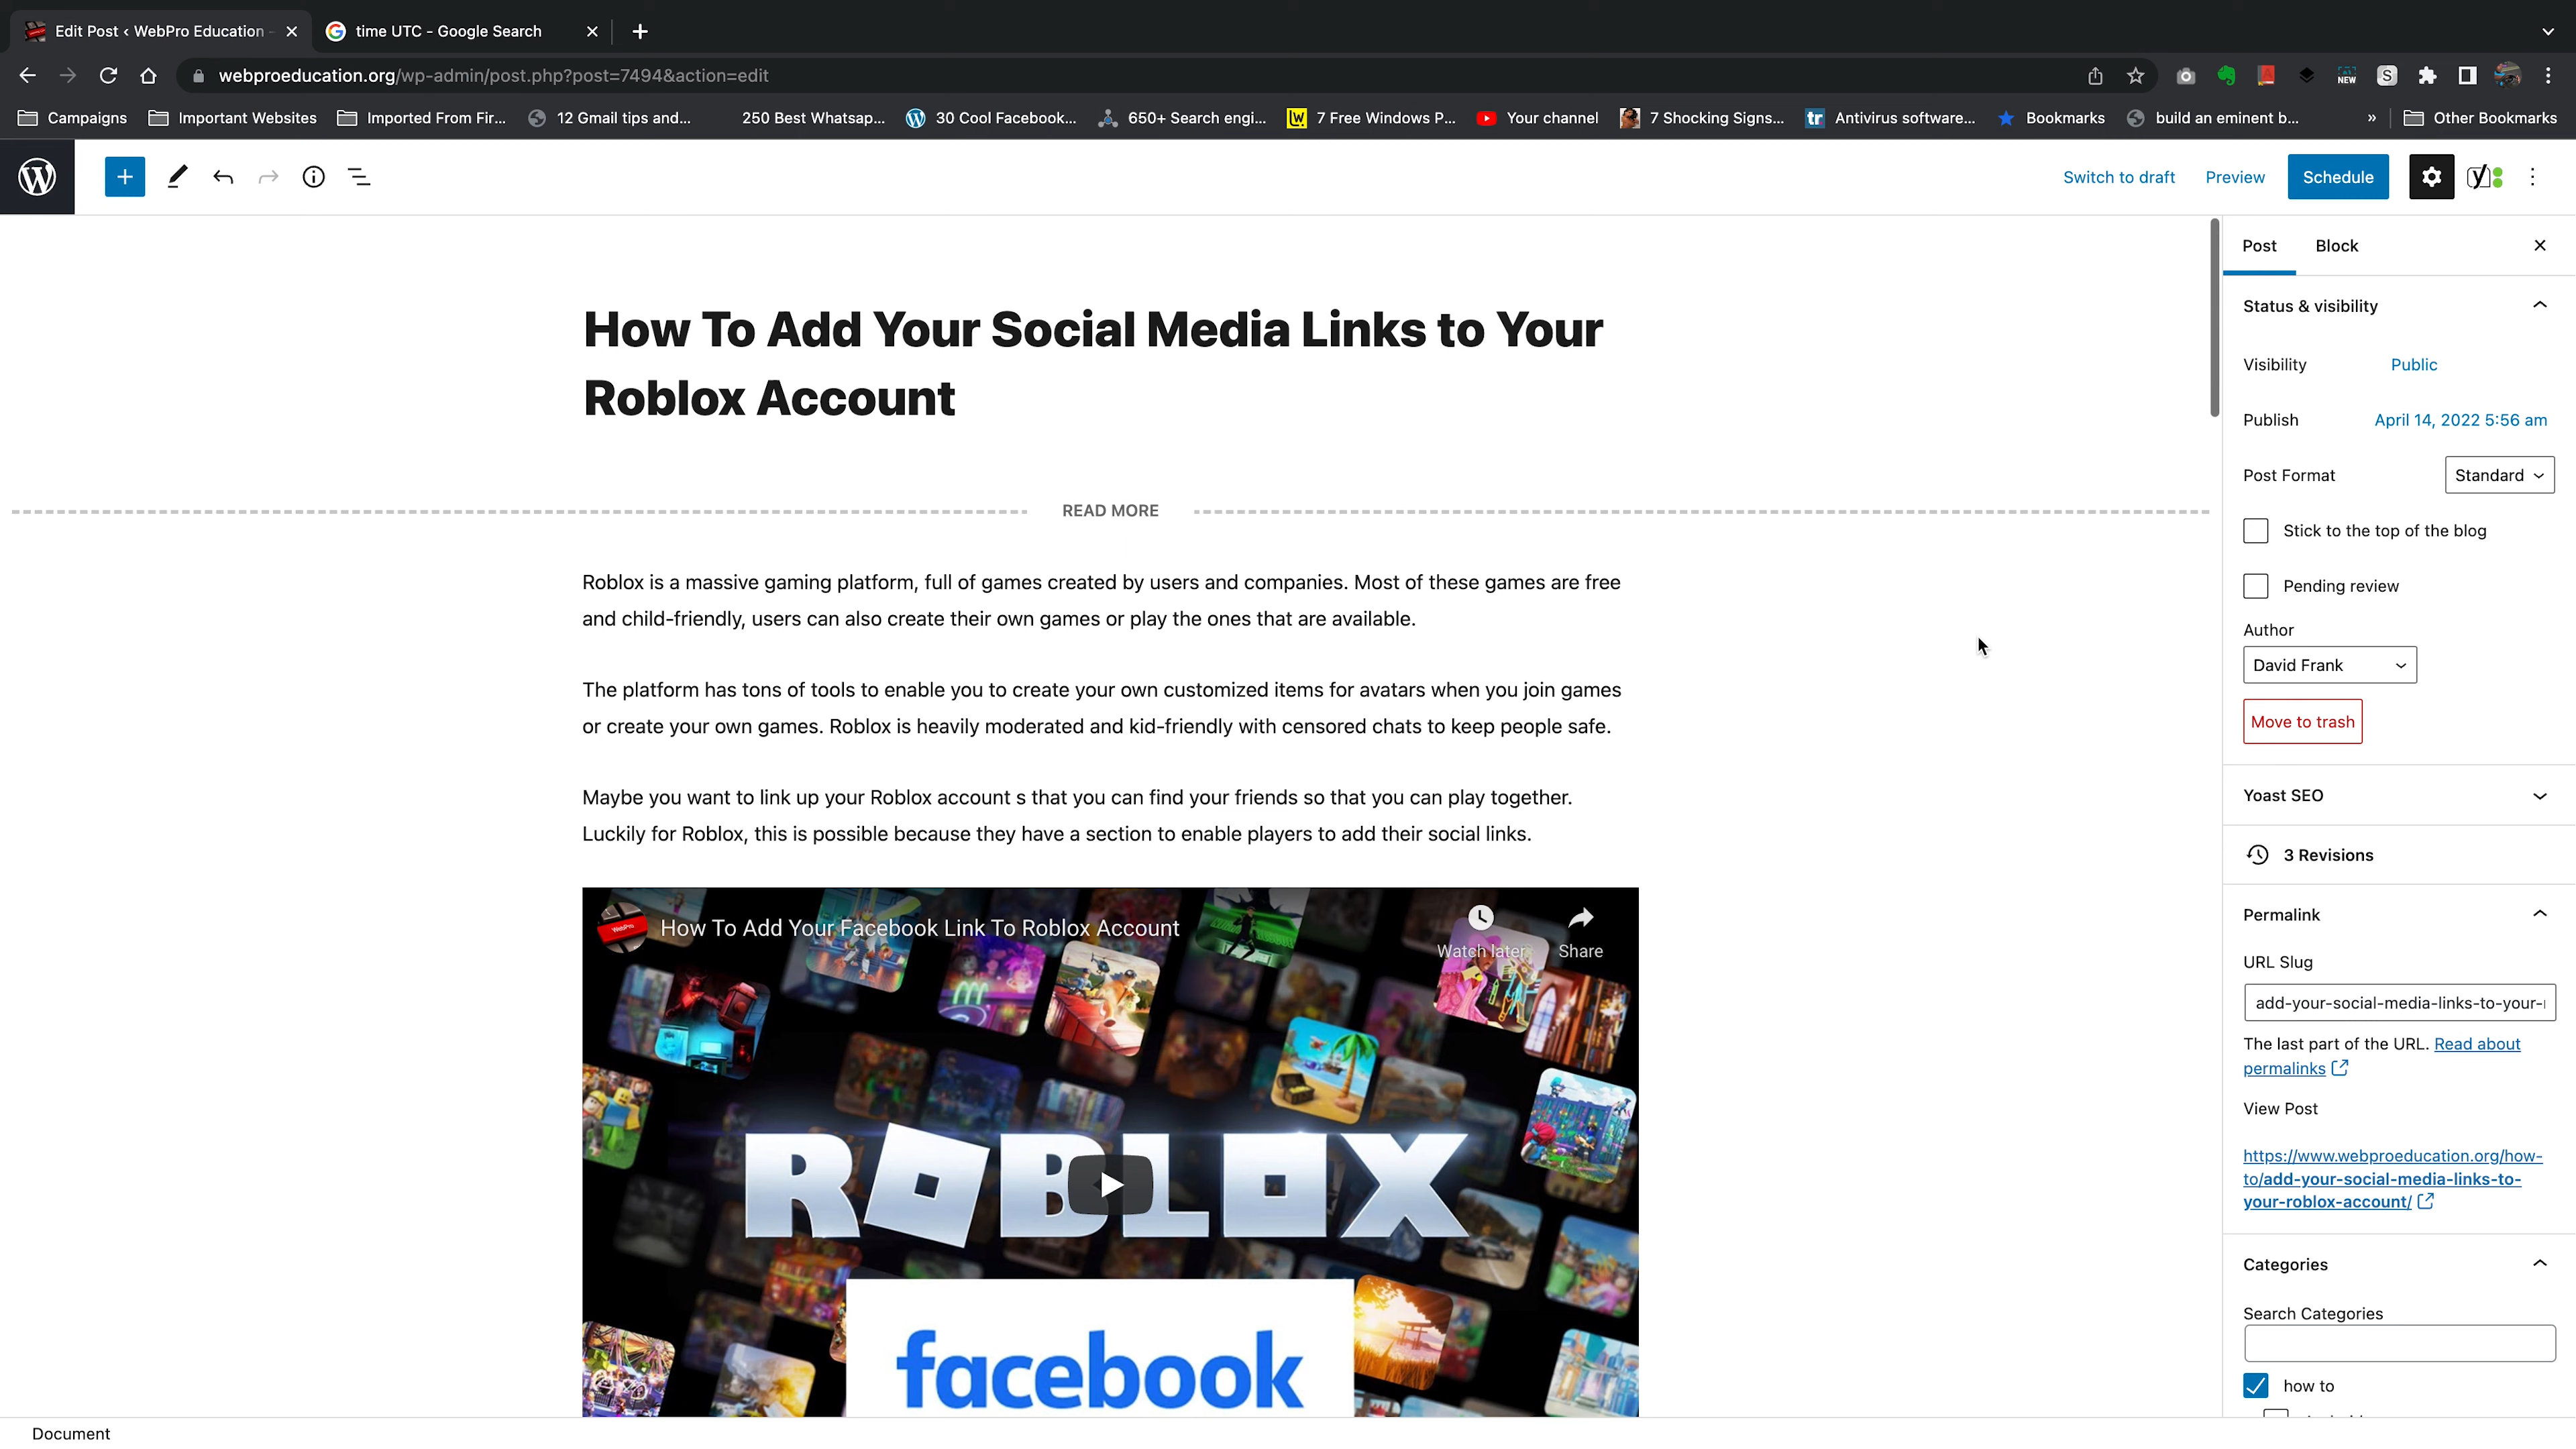 Edit Post ‹ WebPro Education -
time UTC - Google Search
webproeducation.org/wp-admin/post.php?post=7494&action=edit
Campaigns
Important Websites
Imported From Fir...
12 Gmail tips and...
250 Best Whatsap...
30 Cool Facebook...
650+ Search engi...
7 Free Windows P...
Your channel
7 Shocking Signs...
Antivirus software...
Bookmarks
build an eminent b...
»
Other Bookmarks
Switch to draft
Preview
Schedule
Post
Block
How To Add Your Social Media Links to Your
Roblox Account
READ MORE
Roblox is a massive gaming platform, full of games created by users and companies. Most of these games are free
and child-friendly, users can also create their own games or play the ones that are available.
The platform has tons of tools to enable you to create your own customized items for avatars when you join games
or create your own games. Roblox is heavily moderated and kid-friendly with censored chats to keep people safe.
Maybe you want to link up your Roblox account s that you can find your friends so that you can play together.
Luckily for Roblox, this is possible because they have a section to enable players to add their social links.
WebPro
How To Add Your Facebook Link To Roblox Account
Watch later
Share
ROBLOX
facebook
Status & visibility
Visibility
Public
Publish
April 14, 2022 5:56 am
Post Format
Standard
Stick to the top of the blog
Pending review
Author
David Frank
Move to trash
Yoast SEO
3 Revisions
Permalink
URL Slug
add-your-social-media-links-to-your-
The last part of the URL. Read about
permalinks
View Post
https://www.webproeducation.org/how-
to/add-your-social-media-links-to-
your-roblox-account/
Categories
Search Categories
how to
Document